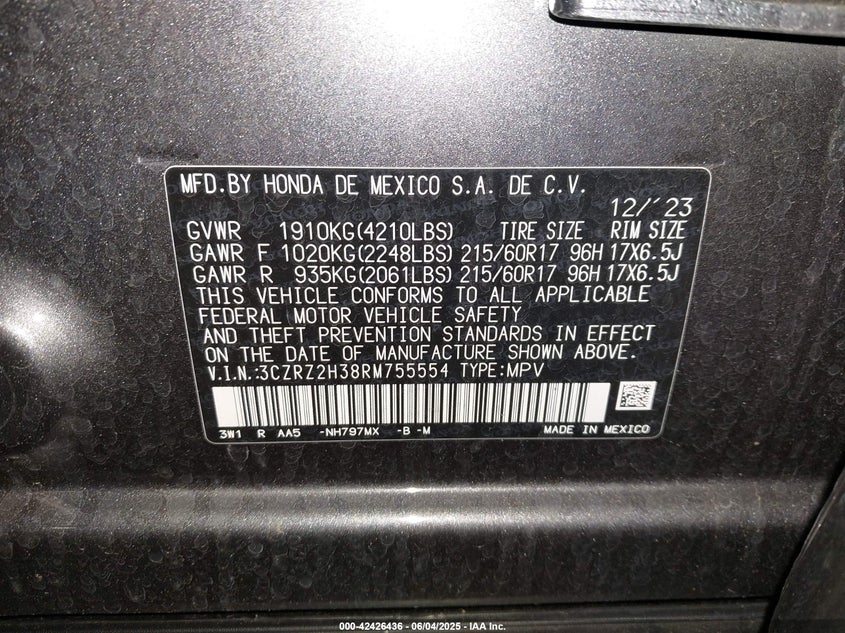 MFD.BY HONDA DE MEXICO S.A. DE C.V.
12/'23
GVWR 1910KG(4210LBS) TIRE SIZE RIM SIZE
GAWR F 1020KG(2248LBS) 215/60R17 96H 17X6.5J
GAWR R 935KG(2061LBS) 215/60R17 96H 17X6.5J
THIS VEHICLE CONFORMS TO ALL APPLICABLE
FEDERAL MOTOR VEHICLE SAFETY
AND THEFT PREVENTION STANDARDS IN EFFECT
ON THE DATE OF MANUFACTURE SHOWN ABOVE.
V.I.N.:3CZRZ2H38RM755554 TYPE:MPV
3W1 R AA5 -NH797MX -B -M MADE IN MEXICO
000-42426436 - 06/04/2025 - IAA Inc.